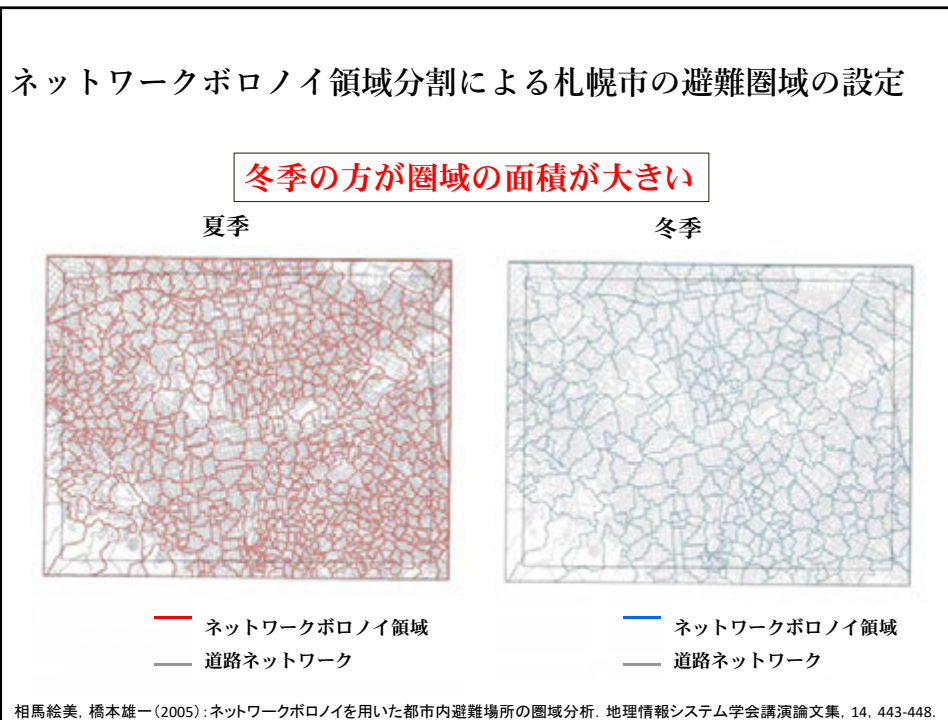 ネットワークボロノイ領域分割による札幌市の避難圏域の設定
冬季の方が圏域の面積が大きい
夏季
冬季
ネットワークボロノイ領域
道路ネットワーク
ネットワークボロノイ領域
道路ネットワーク
相馬絵美, 橋本雄一(2005):ネットワークボロノイを用いた都市内避難場所の圏域分析. 地理情報システム学会講演論文集, 14, 443-448.